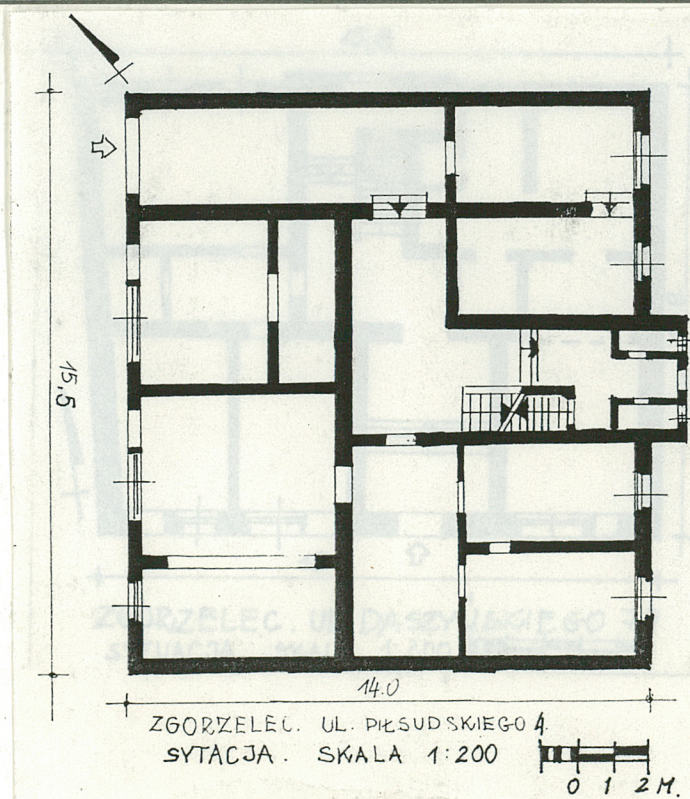 15,5
14.0
ZGORZELEC. UL. PIŁSUDSKIEGO 4.
SYTACJA. SKALA 1:200
0 1 2 M.